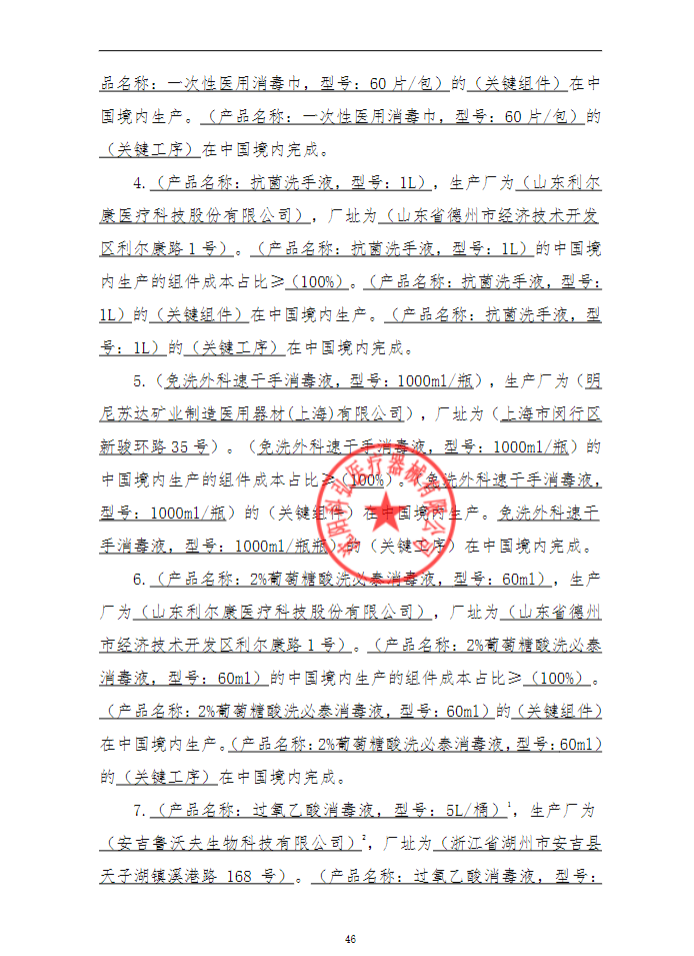 品名称：一次性医用消毒巾，型号：60片/包）的（关键组件）在中
国境内生产。（产品名称：一次性医用消毒巾，型号：60片/包）的
（关键工序）在中国境内完成。
4.（产品名称：抗菌洗手液，型号：1L），生产厂为（山东利尔
康医疗科技股份有限公司），厂址为（山东省德州市经济技术开发
区利尔康路1号）。（产品名称：抗菌洗手液，型号：1L）的中国境
内生产的组件成本占比≥（100%）。（产品名称：抗菌洗手液，型号：
1L）的（关键组件）在中国境内生产。（产品名称：抗菌洗手液，型
号：1L）的（关键工序）在中国境内完成。
5.（免洗外科速干手消毒液，型号：1000ml/瓶），生产厂为（明
尼苏达矿业制造医用器材(上海)有限公司），厂址为（上海市闵行区
新骏环路35号）。（免洗外科速干手消毒液，型号：1000ml/瓶）的
中国境内生产的组件成本占比≥（100%）。（免洗外科速干手消毒液，
型号：1000ml/瓶）的（关键组件）在中国境内生产。免洗外科速干
手消毒液，型号：1000ml/瓶瓶）的（关键工序）在中国境内完成。
6.（产品名称：2%葡萄糖酸洗必泰消毒液，型号：60ml），生产
厂为（山东利尔康医疗科技股份有限公司），厂址为（山东省德州
市经济技术开发区利尔康路1号）。（产品名称：2%葡萄糖酸洗必泰
消毒液，型号：60ml）的中国境内生产的组件成本占比≥（100%）。
（产品名称：2%葡萄糖酸洗必泰消毒液，型号：60ml）的（关键组件）
在中国境内生产。（产品名称：2%葡萄糖酸洗必泰消毒液，型号：60ml）
的（关键工序）在中国境内完成。
7.（产品名称：过氧乙酸消毒液，型号：5L/桶）¹，生产厂为
（安吉鲁沃夫生物科技有限公司）²，厂址为（浙江省湖州市安吉县
天子湖镇溪港路 168 号）。（产品名称：过氧乙酸消毒液，型号：
46